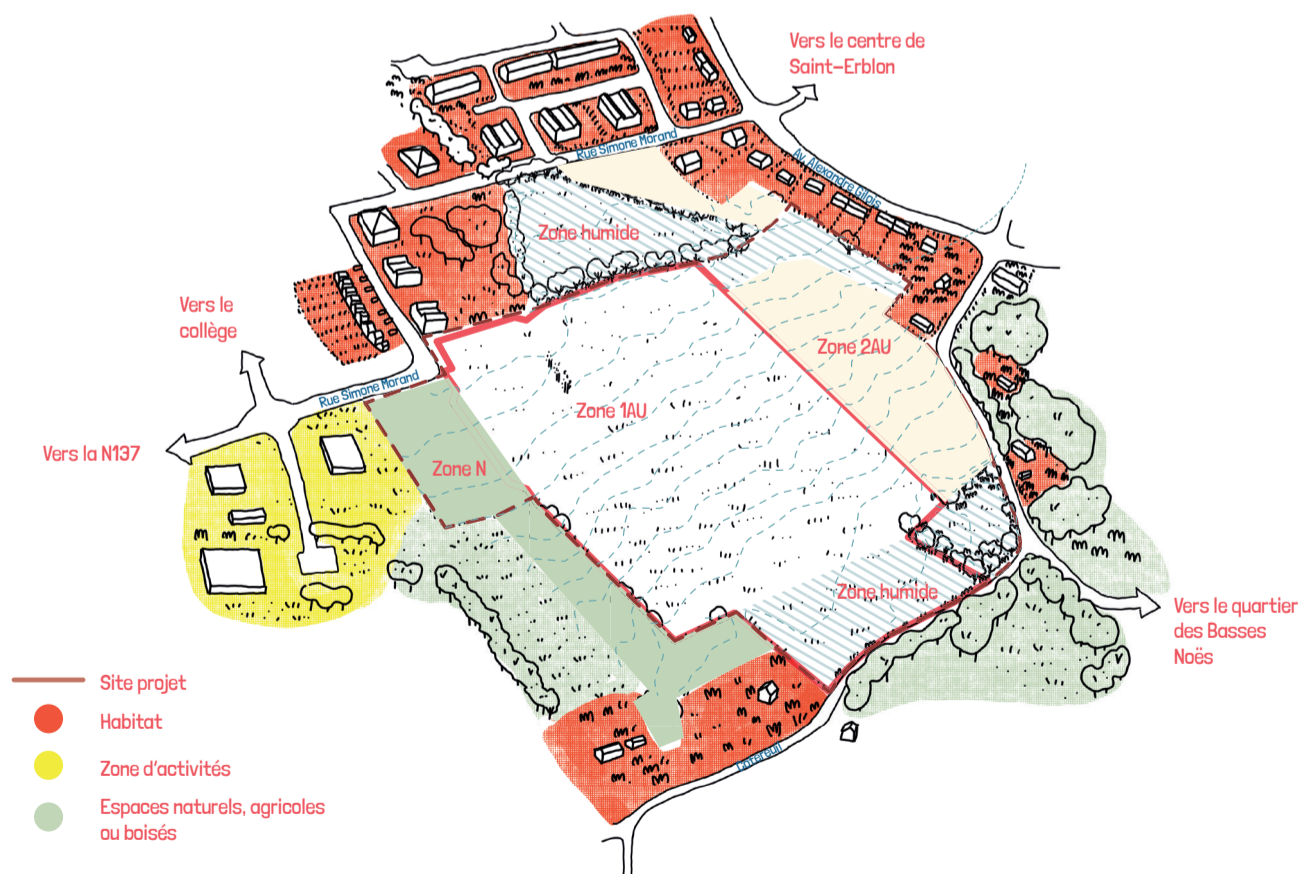 Vers le centre de
Saint-Erblon
Rue Simone Morand
Av. Alexandre Gilois
Zone humide
Vers le
collège
Zone 2AU
Rue Simone Morand
Zone 1AU
Vers la N137
Zone N
Zone humide
Vers le quartier
des Basses
Noës
Site projet
Habitat
Zone d'activités
Espaces naturels, agricoles
ou boisés